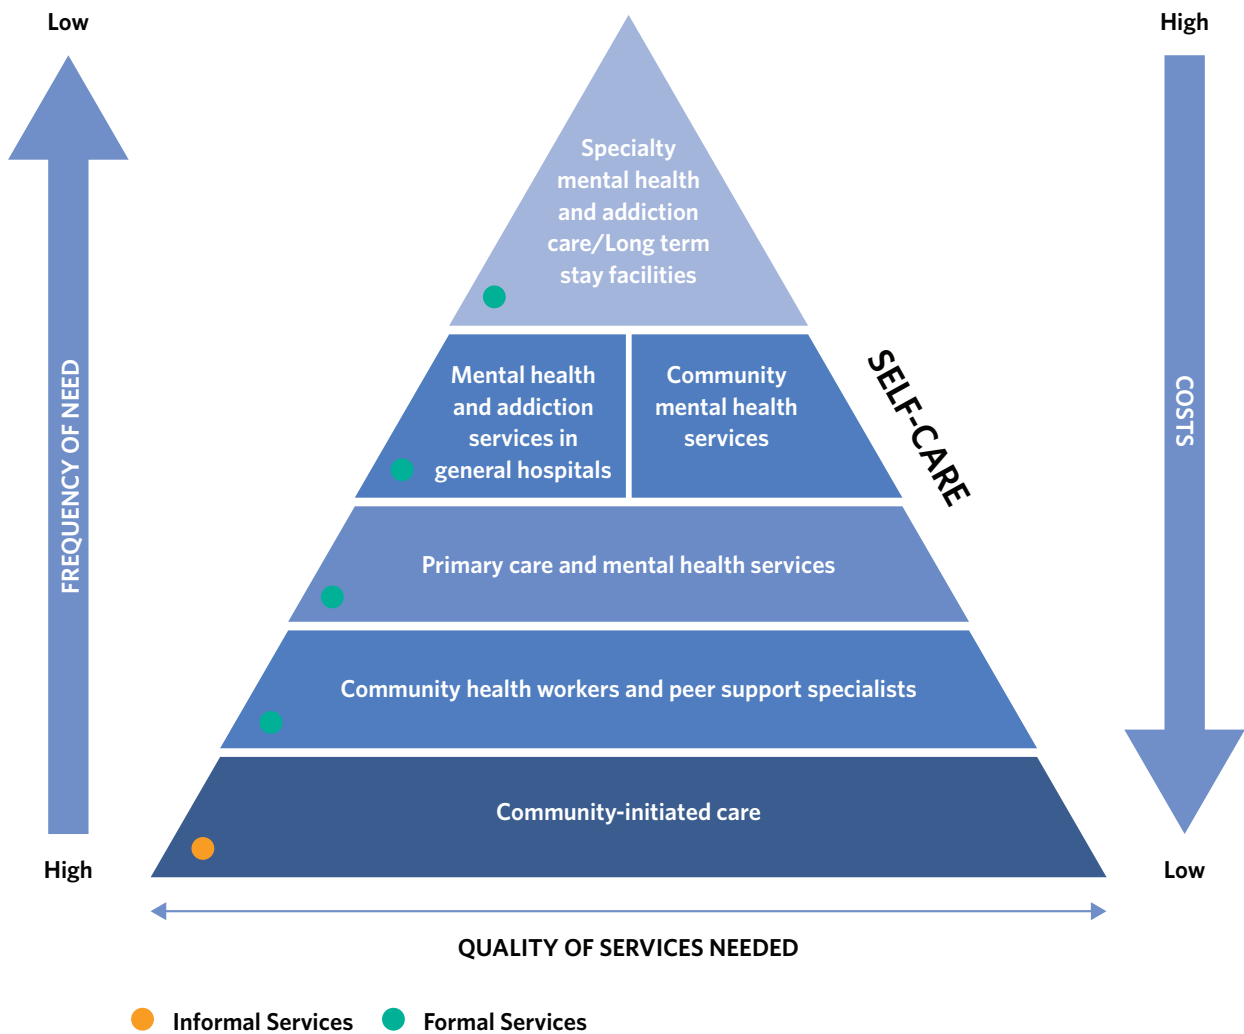 Low
High
Specialty
mental health
and addiction
care/Long term
stay facilities
Mental health
and addiction
services in
general hospitals
Community
mental health
services
SELF-CARE
FREQUENCY OF NEED
COSTS
Primary care and mental health services
Community health workers and peer support specialists
Community-initiated care
High
Low
QUALITY OF SERVICES NEEDED
Informal Services
Formal Services